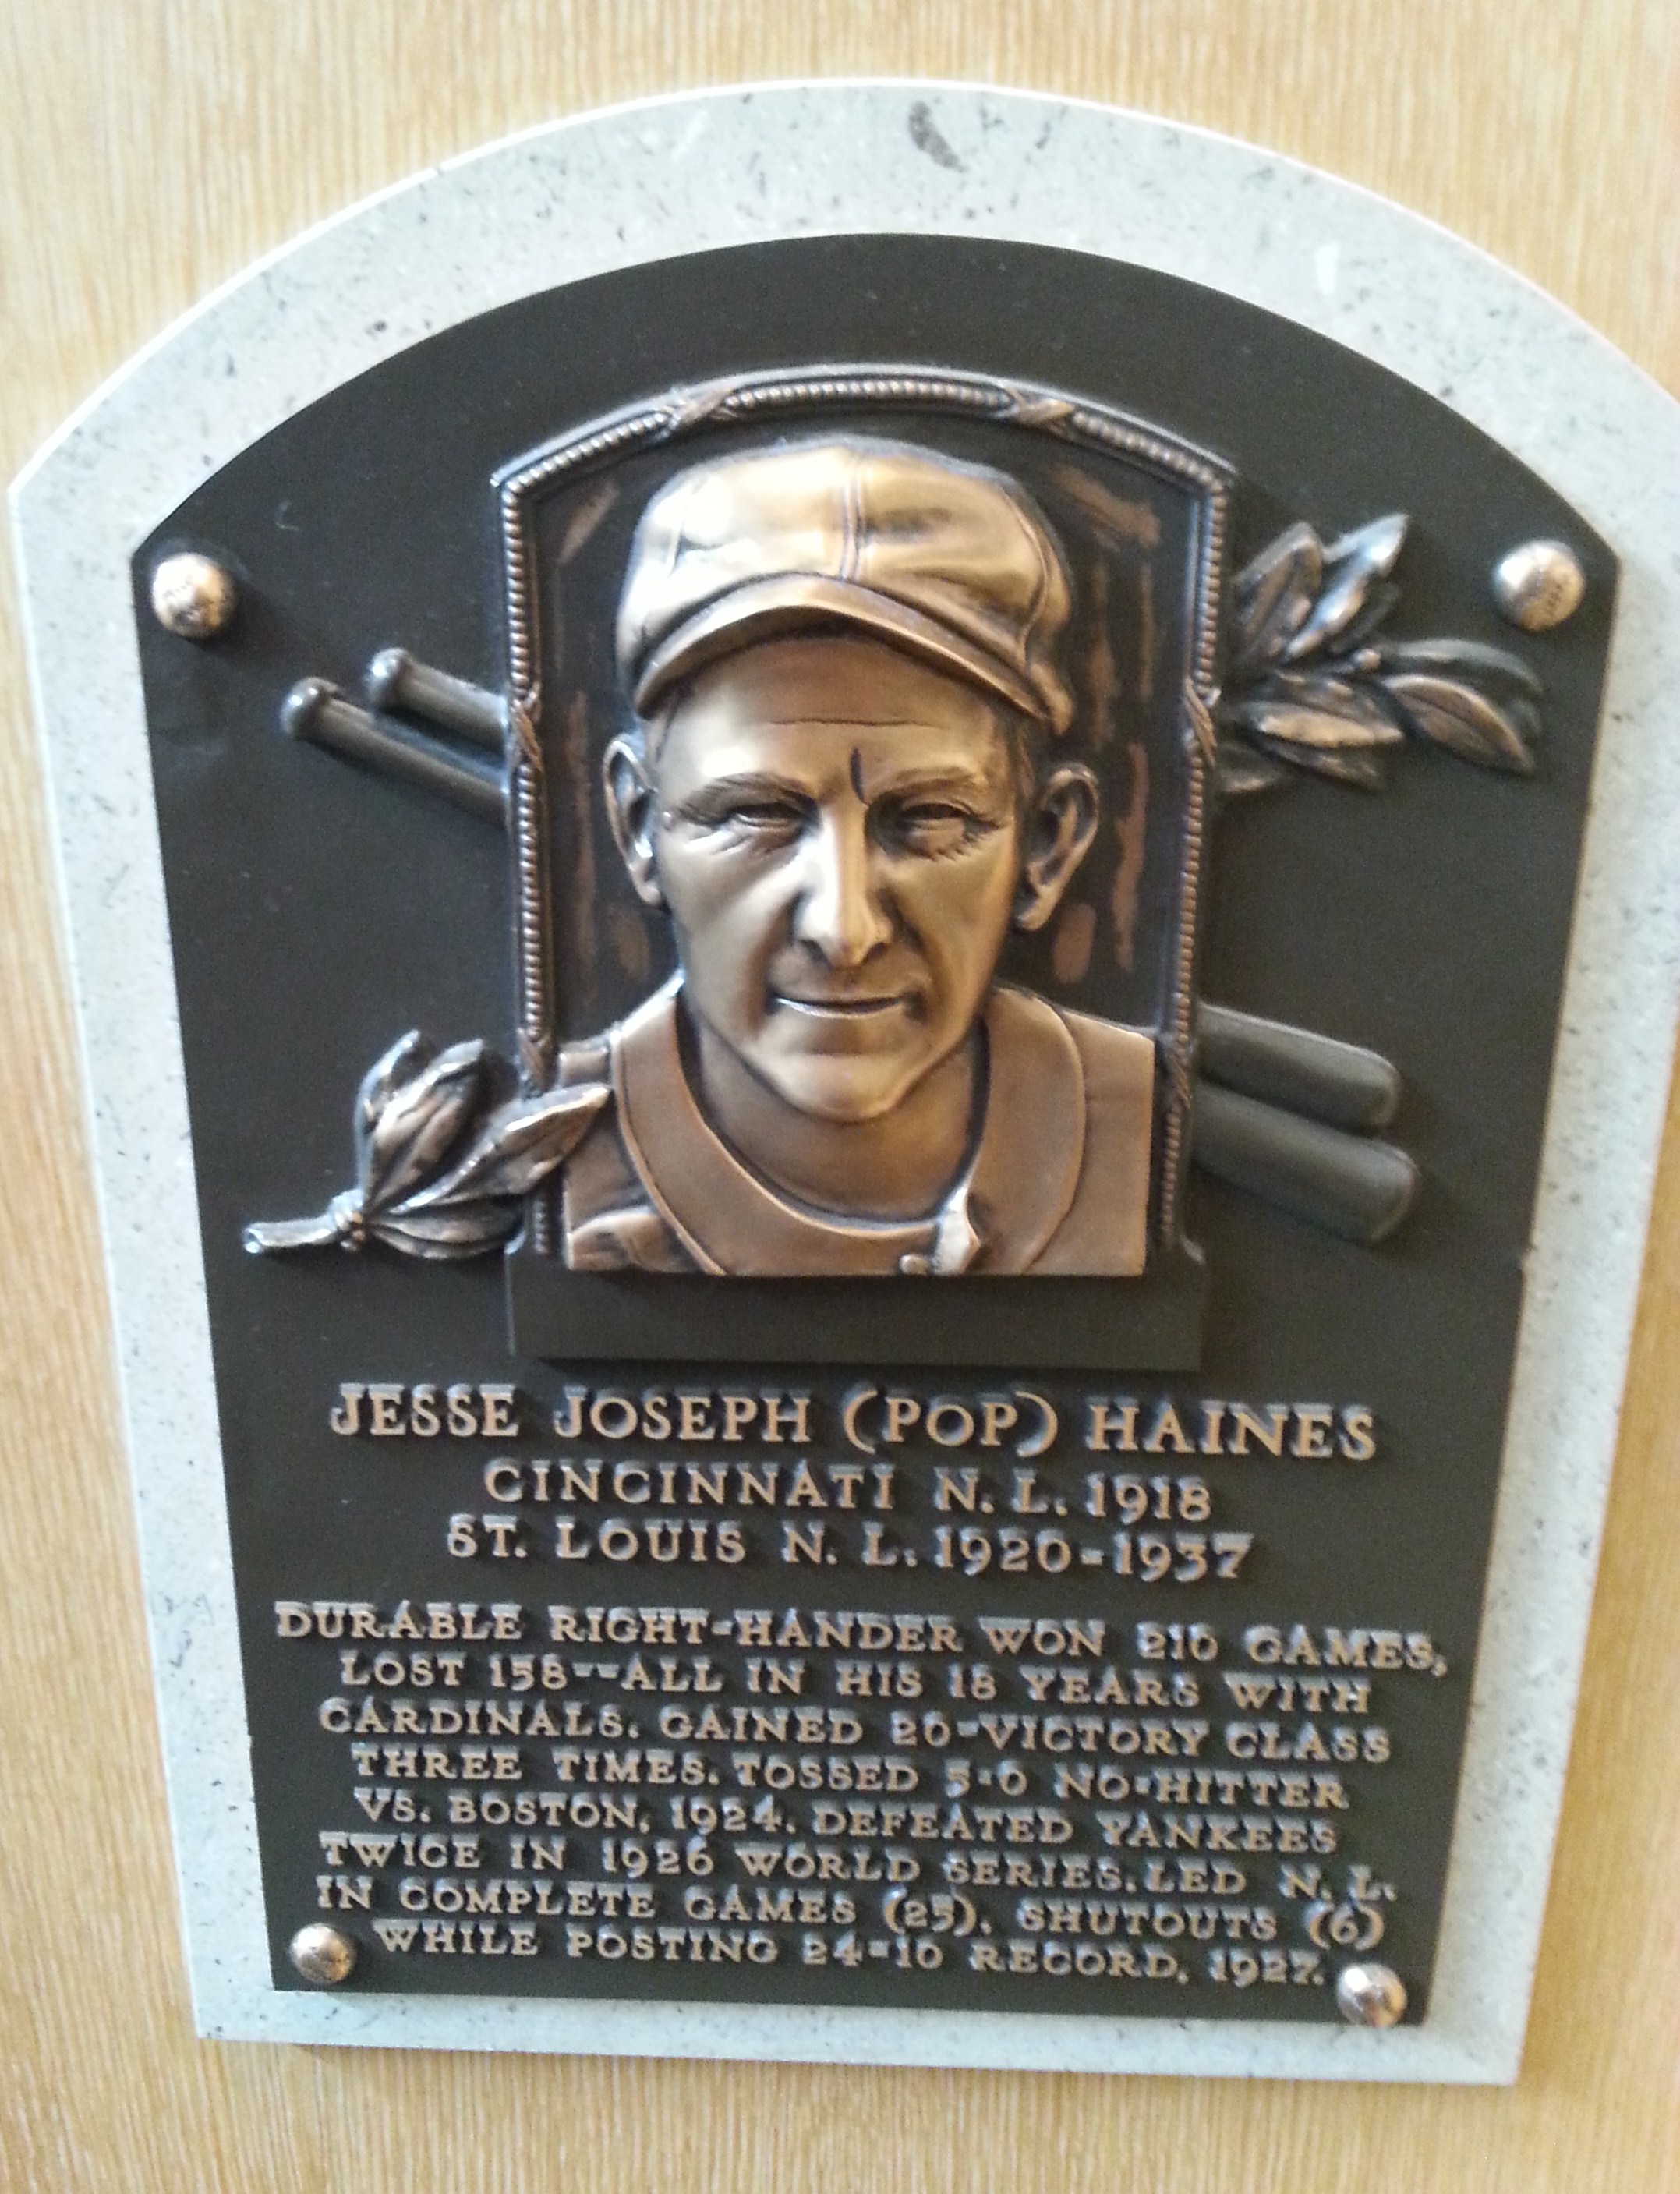 JESSE JOSEPH (POP) HAINES
CINCINNATI N. L. 1918
ST. LOUIS N. L. 1920-1937
DURABLE RIGHT-HANDER WON 210 GAMES,
LOST 158--ALL IN HIS 18 YEARS WITH
CARDINALS. GAINED 20-VICTORY CLASS
THREE TIMES. TOSSED 5-0 NO-HITTER
VS. BOSTON, 1924. DEFEATED YANKEES
TWICE IN 1926 WORLD SERIES. LED N. L.
IN COMPLETE GAMES (25), SHUTOUTS (6)
WHILE POSTING 24-10 RECORD, 1927.